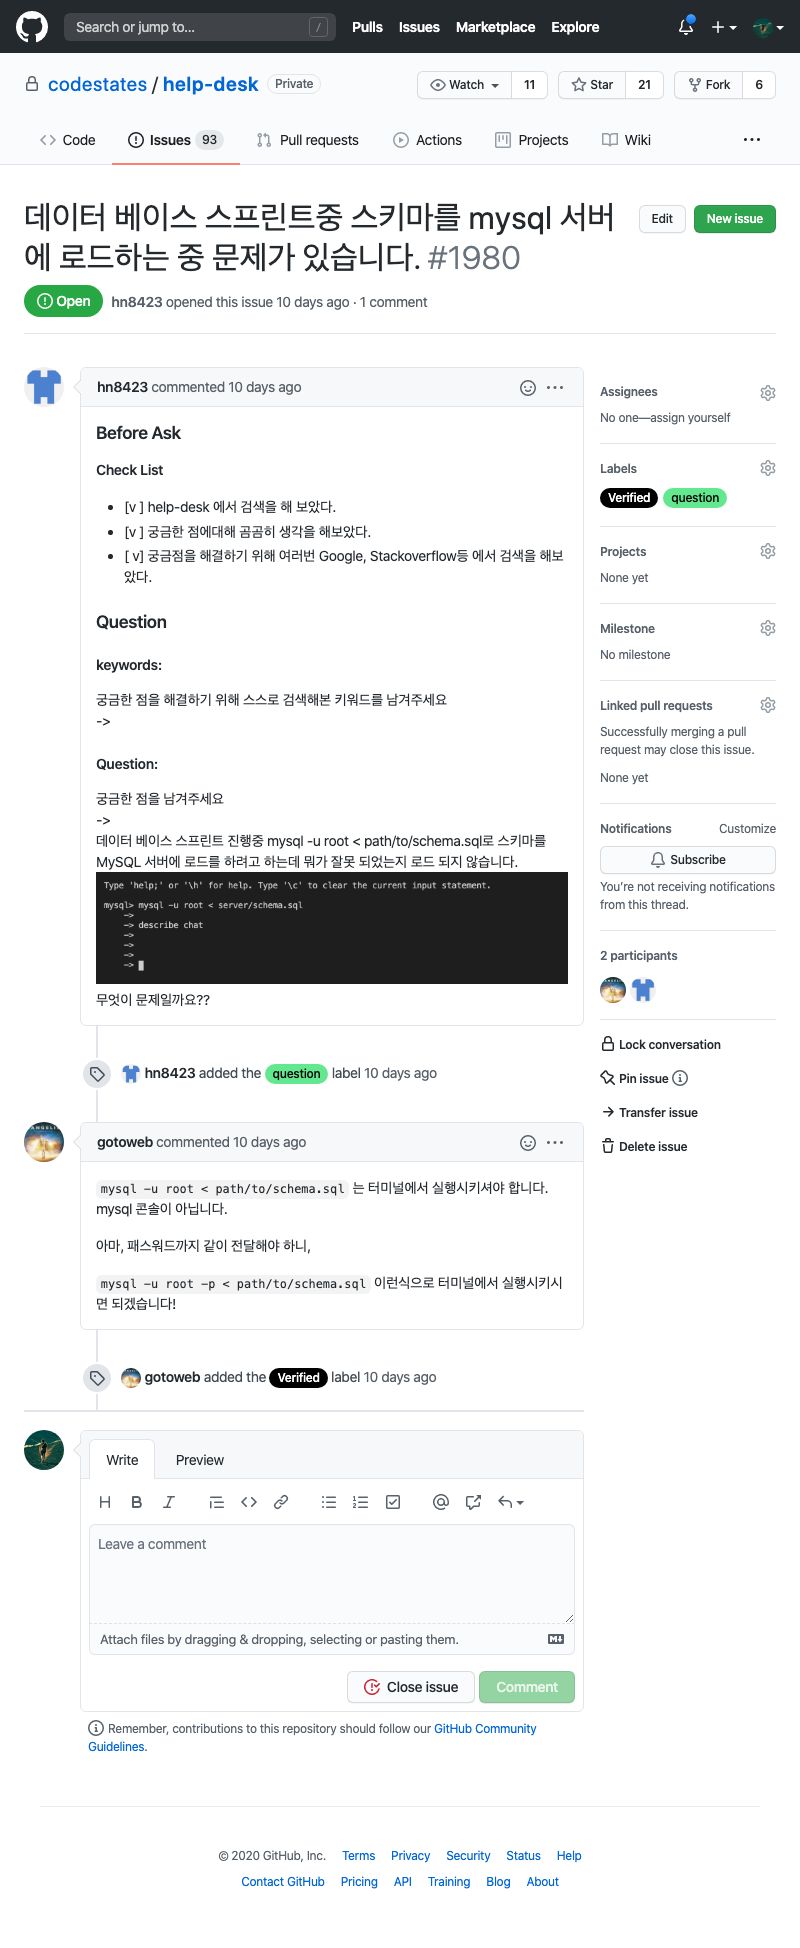 Search or jump to... /
Pulls Issues Marketplace Explore
codestates / help-desk Private
Watch 11 Star 21 Fork 6
Code Issues 93 Pull requests Actions Projects Wiki
데이터 베이스 스프린트중 스키마를 mysql 서버
에 로드하는 중 문제가 있습니다. #1980
Edit New issue
Open hn8423 opened this issue 10 days ago · 1 comment
hn8423 commented 10 days ago
Before Ask
Check List
[v ] help-desk 에서 검색을 해 보았다.
[v ] 궁금한 점에대해 곰곰히 생각을 해보았다.
[ v] 궁금점을 해결하기 위해 여러번 Google, Stackoverflow등 에서 검색을 해보
았다.
Question
keywords:
궁금한 점을 해결하기 위해 스스로 검색해본 키워드를 남겨주세요
->
Question:
궁금한 점을 남겨주세요
->
데이터 베이스 스프린트 진행중 mysql -u root < path/to/schema.sql로 스키마를
MySQL 서버에 로드를 하려고 하는데 뭐가 잘못 되었는지 로드 되지 않습니다.
Type 'help;' or '\h' for help. Type '\c' to clear the current input statement.
mysql> mysql -u root < server/schema.sql
->
-> describe chat
->
->
->
->
무엇이 문제일까요??
hn8423 added the question label 10 days ago
gotoweb commented 10 days ago
mysql -u root < path/to/schema.sql 는 터미널에서 실행시키셔야 합니다.
mysql 콘솔이 아닙니다.
아마, 패스워드까지 같이 전달해야 하니,
mysql -u root -p < path/to/schema.sql 이런식으로 터미널에서 실행시키시
면 되겠습니다!
gotoweb added the Verified label 10 days ago
Write Preview
Leave a comment
Attach files by dragging & dropping, selecting or pasting them.
Close issue Comment
Remember, contributions to this repository should follow our GitHub Community
Guidelines.
Assignees
No one—assign yourself
Labels
Verified question
Projects
None yet
Milestone
No milestone
Linked pull requests
Successfully merging a pull
request may close this issue.
None yet
Notifications Customize
Subscribe
You're not receiving notifications
from this thread.
2 participants
Lock conversation
Pin issue
Transfer issue
Delete issue
© 2020 GitHub, Inc. Terms Privacy Security Status Help
Contact GitHub Pricing API Training Blog About